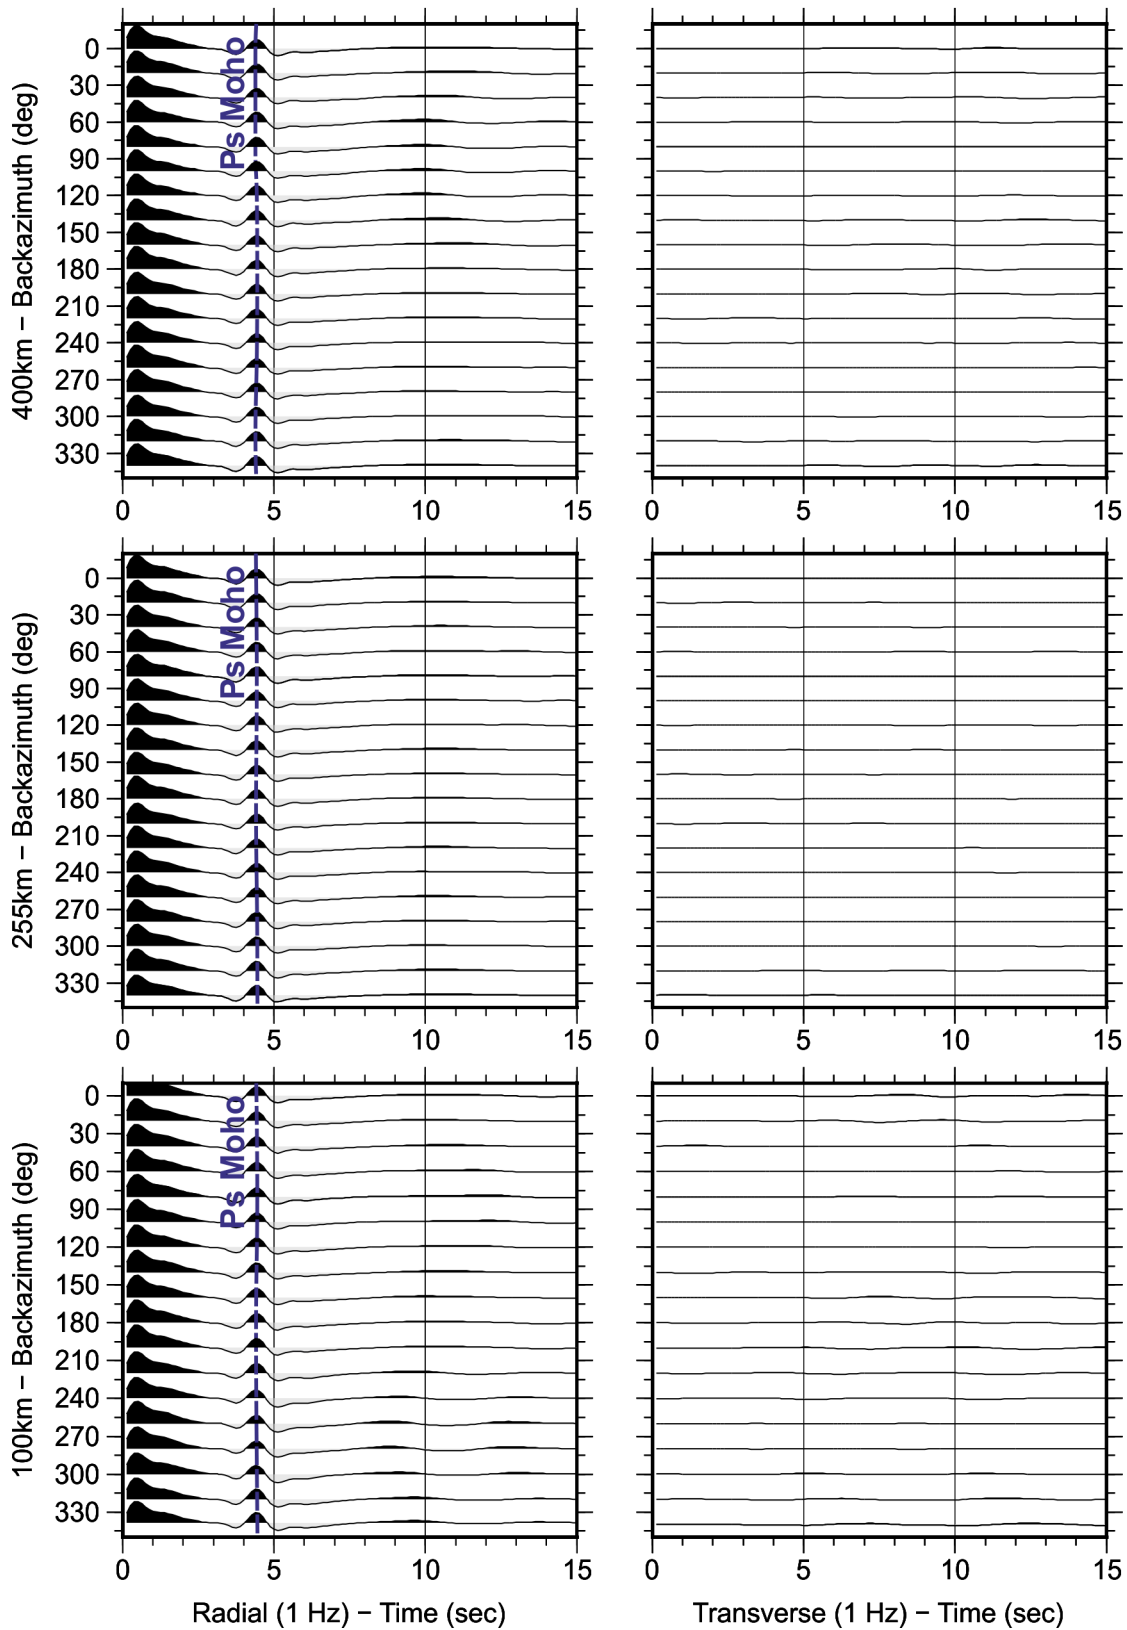 400km − Backazimuth (deg)
0
30
60
90
120
150
180
210
240
270
300
330
Ps Moho
0 5 10 15
0 5 10 15
255km − Backazimuth (deg)
0
30
60
90
120
150
180
210
240
270
300
330
Ps Moho
0 5 10 15
0 5 10 15
100km − Backazimuth (deg)
0
30
60
90
120
150
180
210
240
270
300
330
Ps Moho
0 5 10 15
0 5 10 15
Radial (1 Hz) − Time (sec)
Transverse (1 Hz) − Time (sec)